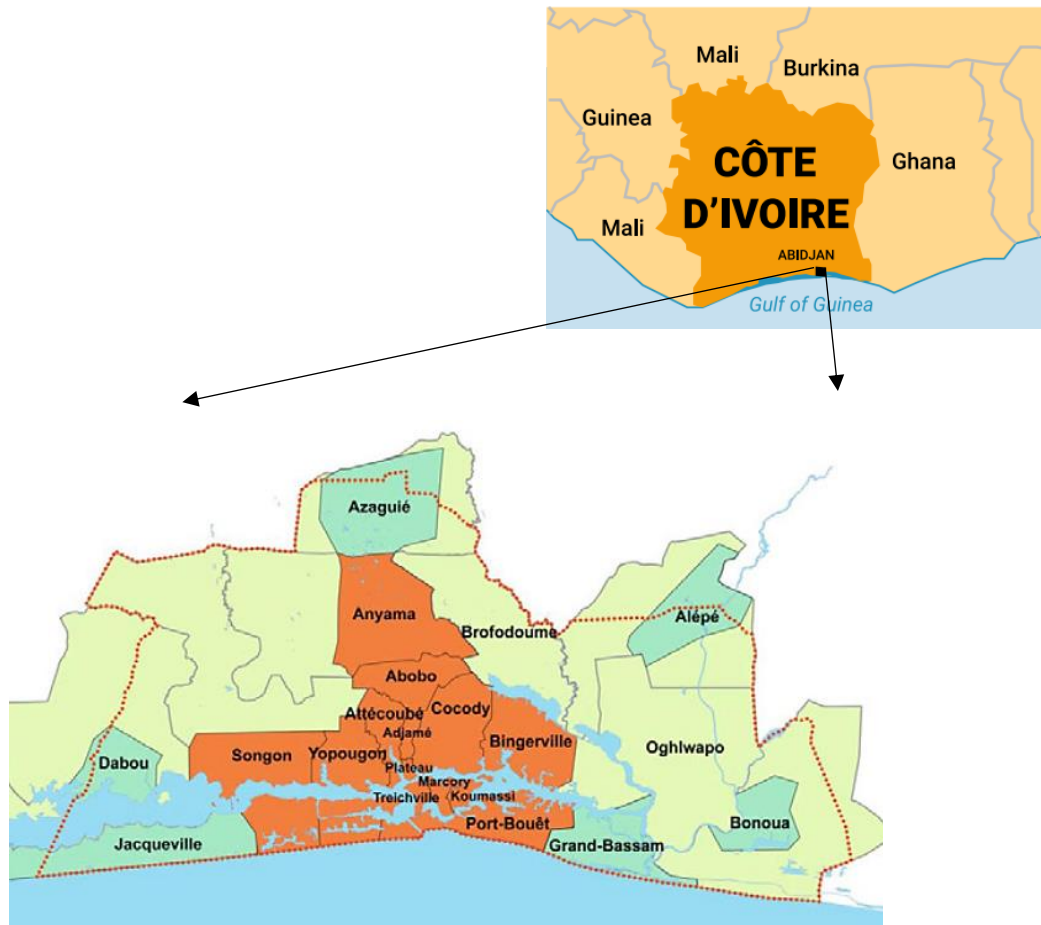 Mali
Burkina
Guinea
CÔTE
D'IVOIRE
Ghana
Mali
ABIDJAN
Gulf of Guinea
Azaguié
Anyama
Brofodoume
Alépé
Abobo
Attécoubé
Cocody
Adjamé
Songon
Yopougon
Bingerville
Oghlwapo
Dabou
Plateau
Marcory
Treichville
Koumassi
Port-Bouêt
Bonoua
Jacqueville
Grand-Bassam